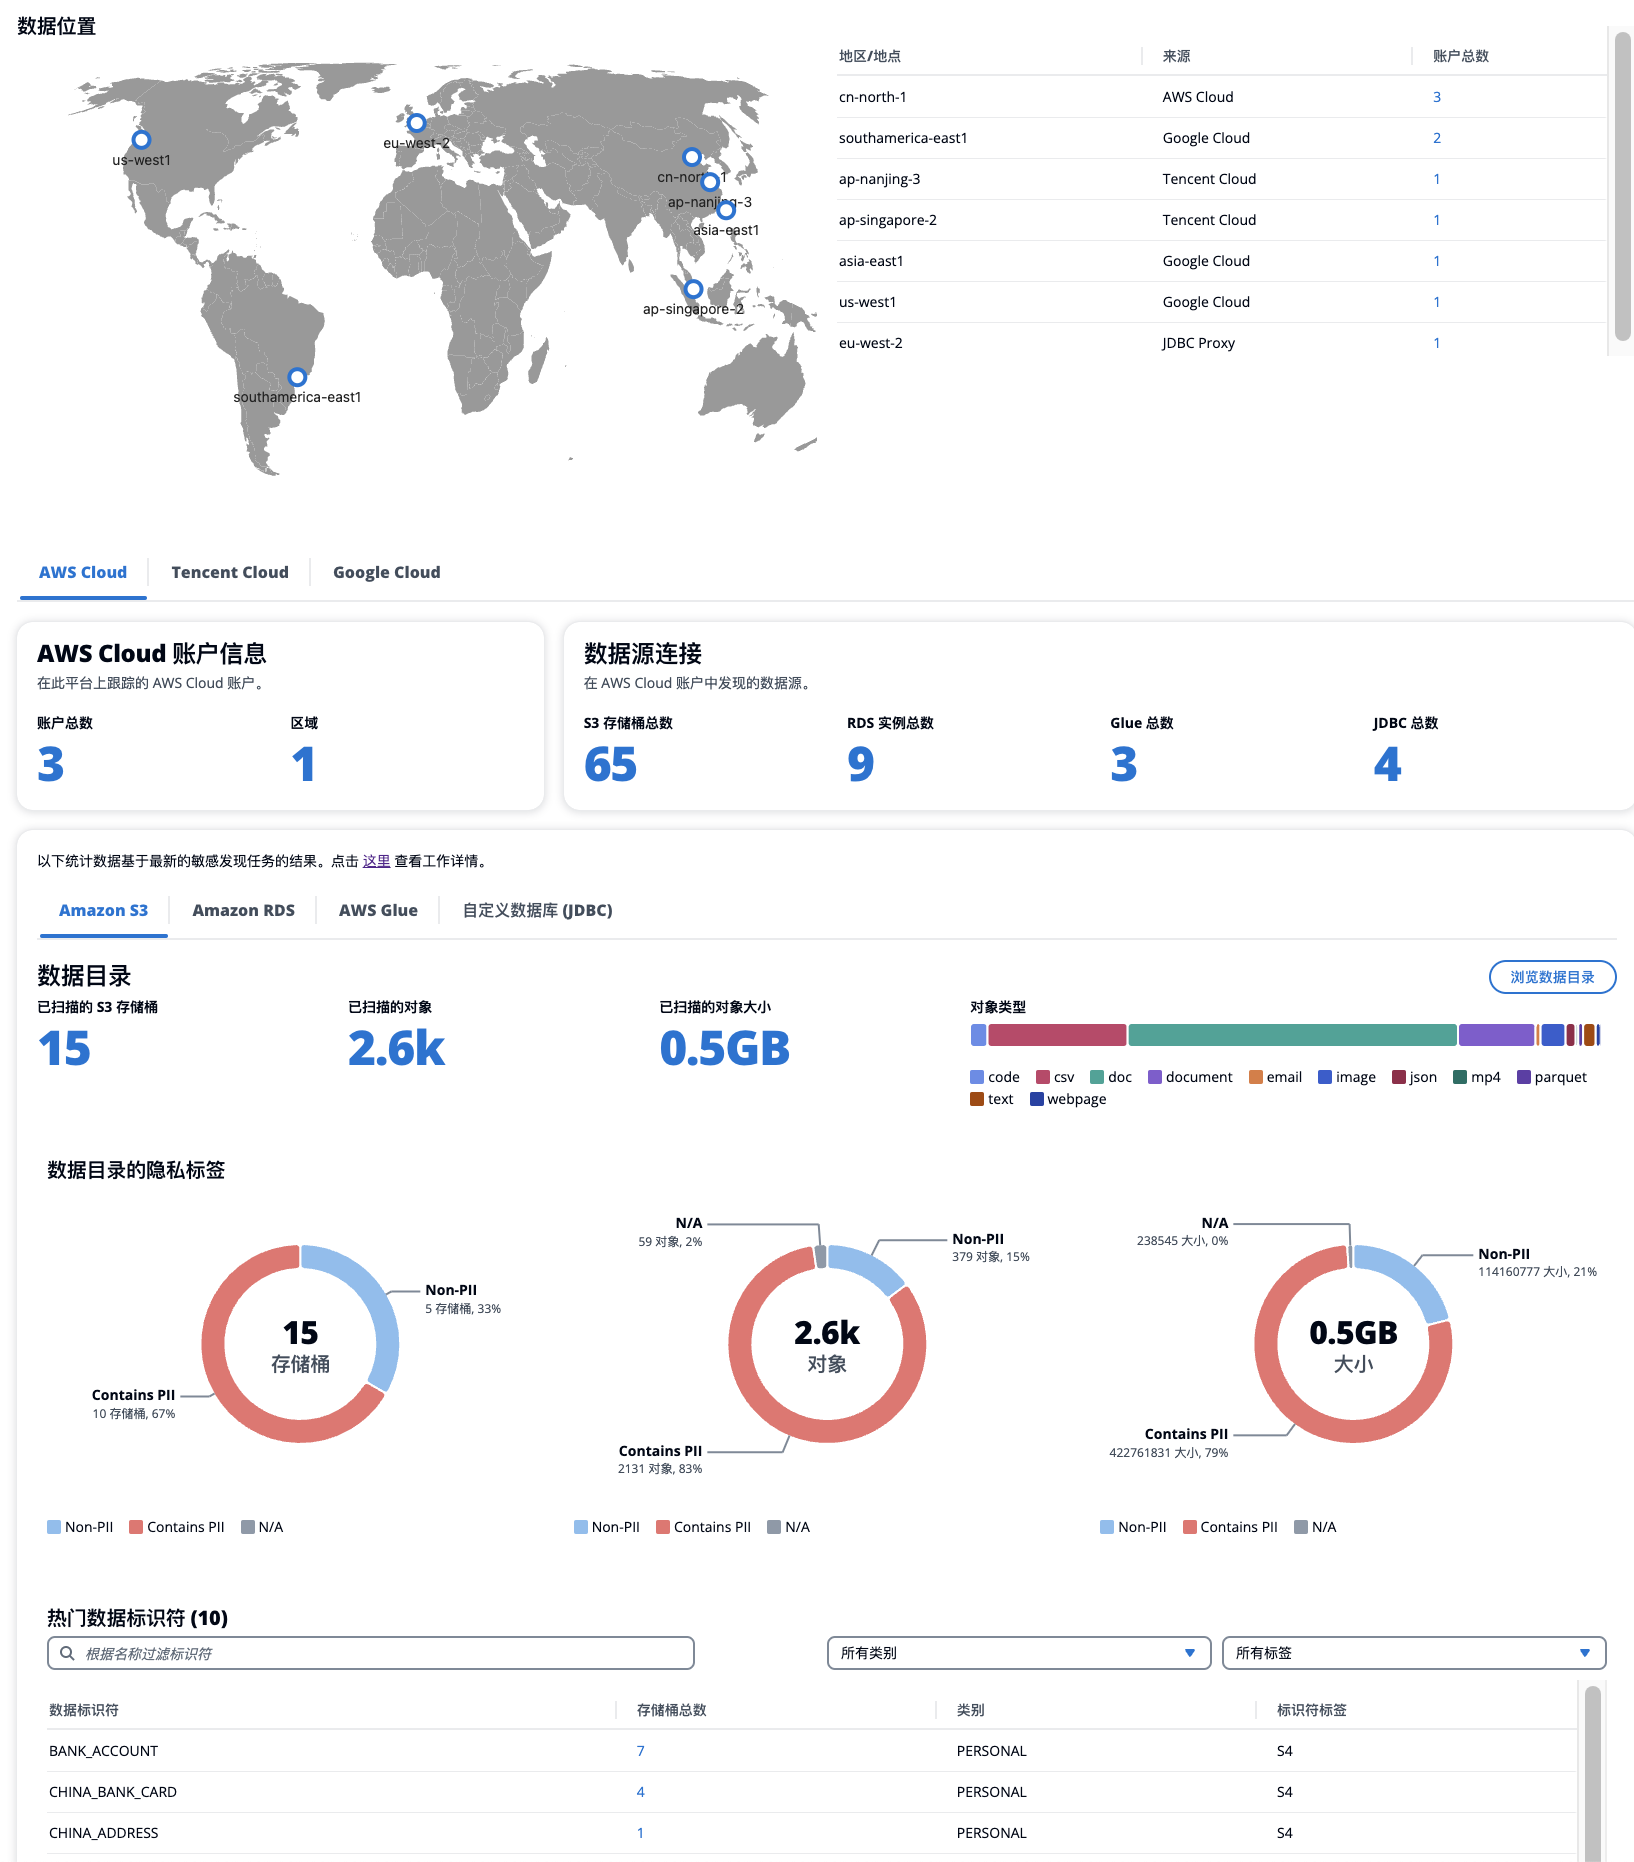 数据位置
us-west1
eu-west-2
cn-north-1
ap-nanjing-3
asia-east1
ap-singapore-2
southamerica-east1
地区/地点 来源 账户总数
cn-north-1 AWS Cloud 3
southamerica-east1 Google Cloud 2
ap-nanjing-3 Tencent Cloud 1
ap-singapore-2 Tencent Cloud 1
asia-east1 Google Cloud 1
us-west1 Google Cloud 1
eu-west-2 JDBC Proxy 1
AWS Cloud Tencent Cloud Google Cloud
AWS Cloud 账户信息
在此平台上跟踪的 AWS Cloud 账户。
账户总数 区域
3 1
数据源连接
在 AWS Cloud 账户中发现的数据源。
S3 存储桶总数 RDS 实例总数 Glue 总数 JDBC 总数
65 9 3 4
以下统计数据基于最新的敏感发现任务的结果。点击 这里 查看工作详情。
Amazon S3 Amazon RDS AWS Glue 自定义数据库 (JDBC)
数据目录
浏览数据目录
已扫描的 S3 存储桶 已扫描的对象 已扫描的对象大小 对象类型
15 2.6k 0.5GB
code csv doc document email image json mp4 parquet
text webpage
数据目录的隐私标签
Non-PII
5 存储桶, 33%
15
存储桶
Contains PII
10 存储桶, 67%
Non-PII Contains PII N/A
N/A
59 对象, 2%
Non-PII
379 对象, 15%
2.6k
对象
Contains PII
2131 对象, 83%
Non-PII Contains PII N/A
N/A
238545 大小, 0%
Non-PII
114160777 大小, 21%
0.5GB
大小
Contains PII
422761831 大小, 79%
Non-PII Contains PII N/A
热门数据标识符 (10)
根据名称过滤标识符 所有类别 所有标签
数据标识符 存储桶总数 类别 标识符标签
BANK_ACCOUNT 7 PERSONAL S4
CHINA_BANK_CARD 4 PERSONAL S4
CHINA_ADDRESS 1 PERSONAL S4